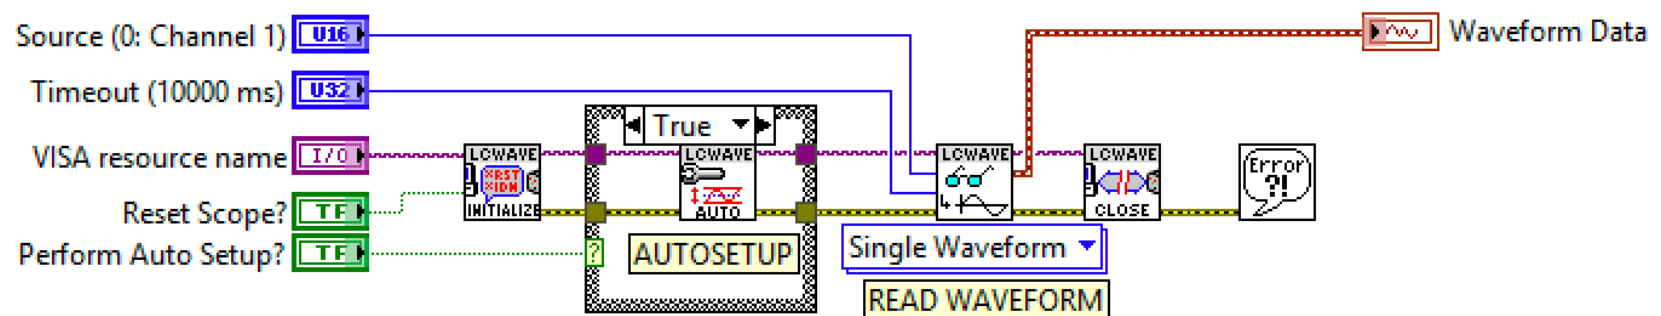 Source (0: Channel 1)
U16
Waveform Data
Timeout (10000 ms)
U32
True
VISA resource name
I/O
LCWAVE
*RST
*IDN
INITIALIZE
LCWAVE
AUTO
LCWAVE
LCWAVE
CLOSE
Error
?!
Reset Scope?
TF
Perform Auto Setup?
TF
?
AUTOSETUP
Single Waveform
READ WAVEFORM